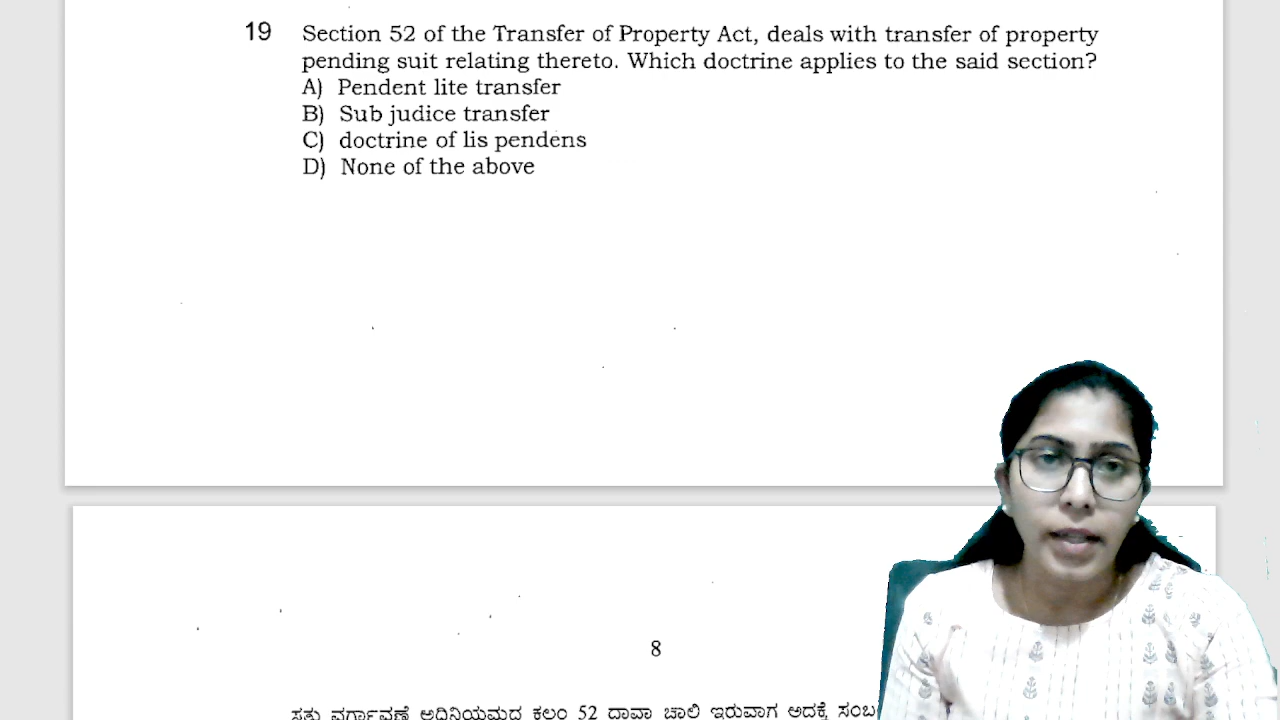 19 Section 52 of the Transfer of Property Act, deals with transfer of property
pending suit relating thereto. Which doctrine applies to the said section?
A) Pendent lite transfer
B) Sub judice transfer
C) doctrine of lis pendens
D) None of the above
8
ವರ್ಗಾವಣೆ ಅಧಿನಿಯಮದ ಕಲಂ 52 ದಾವಾ ಚಾಲಿ ಇರುವಾಗ ಅದಕ್ಕೆ